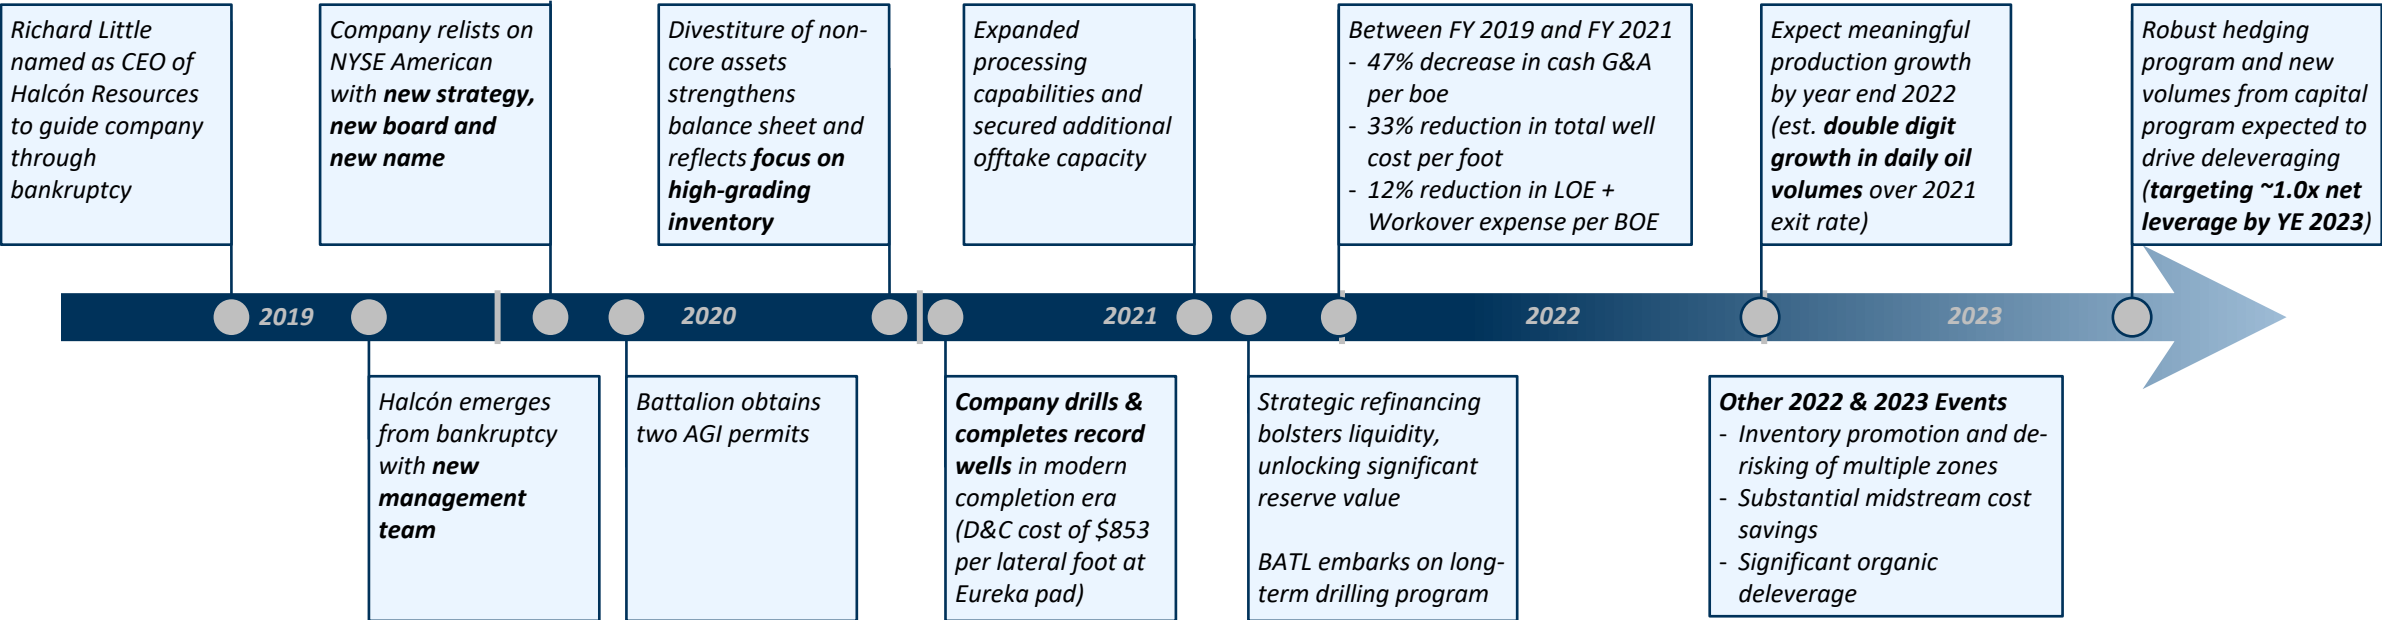 Richard Little
named as CEO of
Halcón Resources
to guide company
through
bankruptcy
Company relists on
NYSE American
with new strategy,
new board and
new name
Divestiture of non-
core assets
strengthens
balance sheet and
reflects focus on
high-grading
inventory
Expanded
processing
capabilities and
secured additional
offtake capacity
Between FY 2019 and FY 2021
- 47% decrease in cash G&A
per boe
- 33% reduction in total well
cost per foot
- 12% reduction in LOE +
Workover expense per BOE
Expect meaningful
production growth
by year end 2022
(est. double digit
growth in daily oil
volumes over 2021
exit rate)
Robust hedging
program and new
volumes from capital
program expected to
drive deleveraging
(targeting ~1.0x net
leverage by YE 2023)
2019
2020
2021
2022
2023
Halcón emerges
from bankruptcy
with new
management
team
Battalion obtains
two AGI permits
Company drills &
completes record
wells in modern
completion era
(D&C cost of $853
per lateral foot at
Eureka pad)
Strategic refinancing
bolsters liquidity,
unlocking significant
reserve value
BATL embarks on long-
term drilling program
Other 2022 & 2023 Events
- Inventory promotion and de-
risking of multiple zones
- Substantial midstream cost
savings
- Significant organic
deleverage